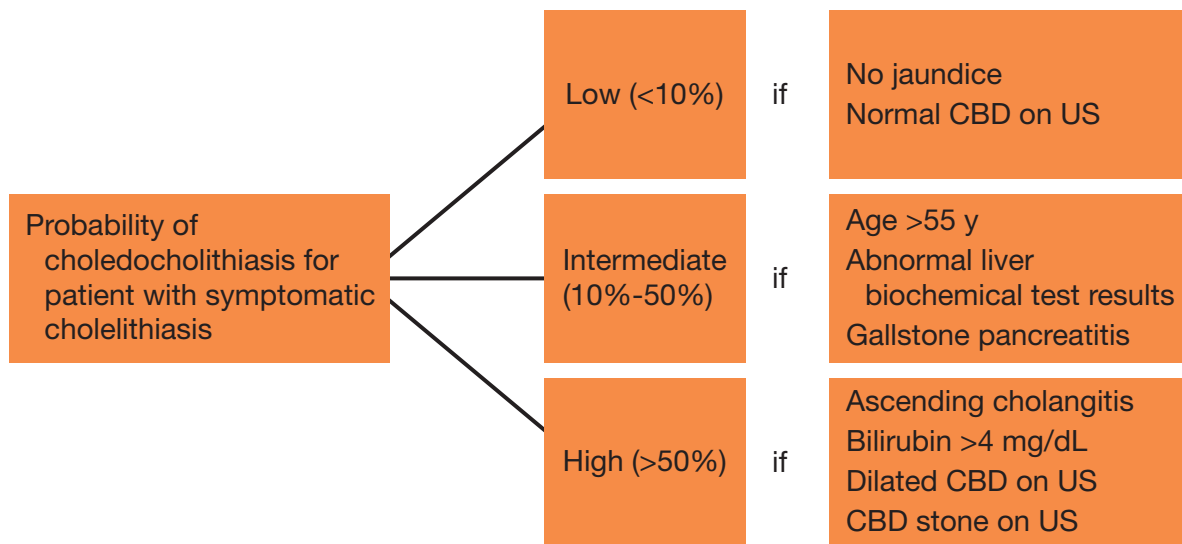 Probability of
choledocholithiasis for
patient with symptomatic
cholelithiasis
Low (<10%)
if
No jaundice
Normal CBD on US
Intermediate
(10%-50%)
if
Age >55 y
Abnormal liver
biochemical test results
Gallstone pancreatitis
High (>50%)
if
Ascending cholangitis
Bilirubin >4 mg/dL
Dilated CBD on US
CBD stone on US